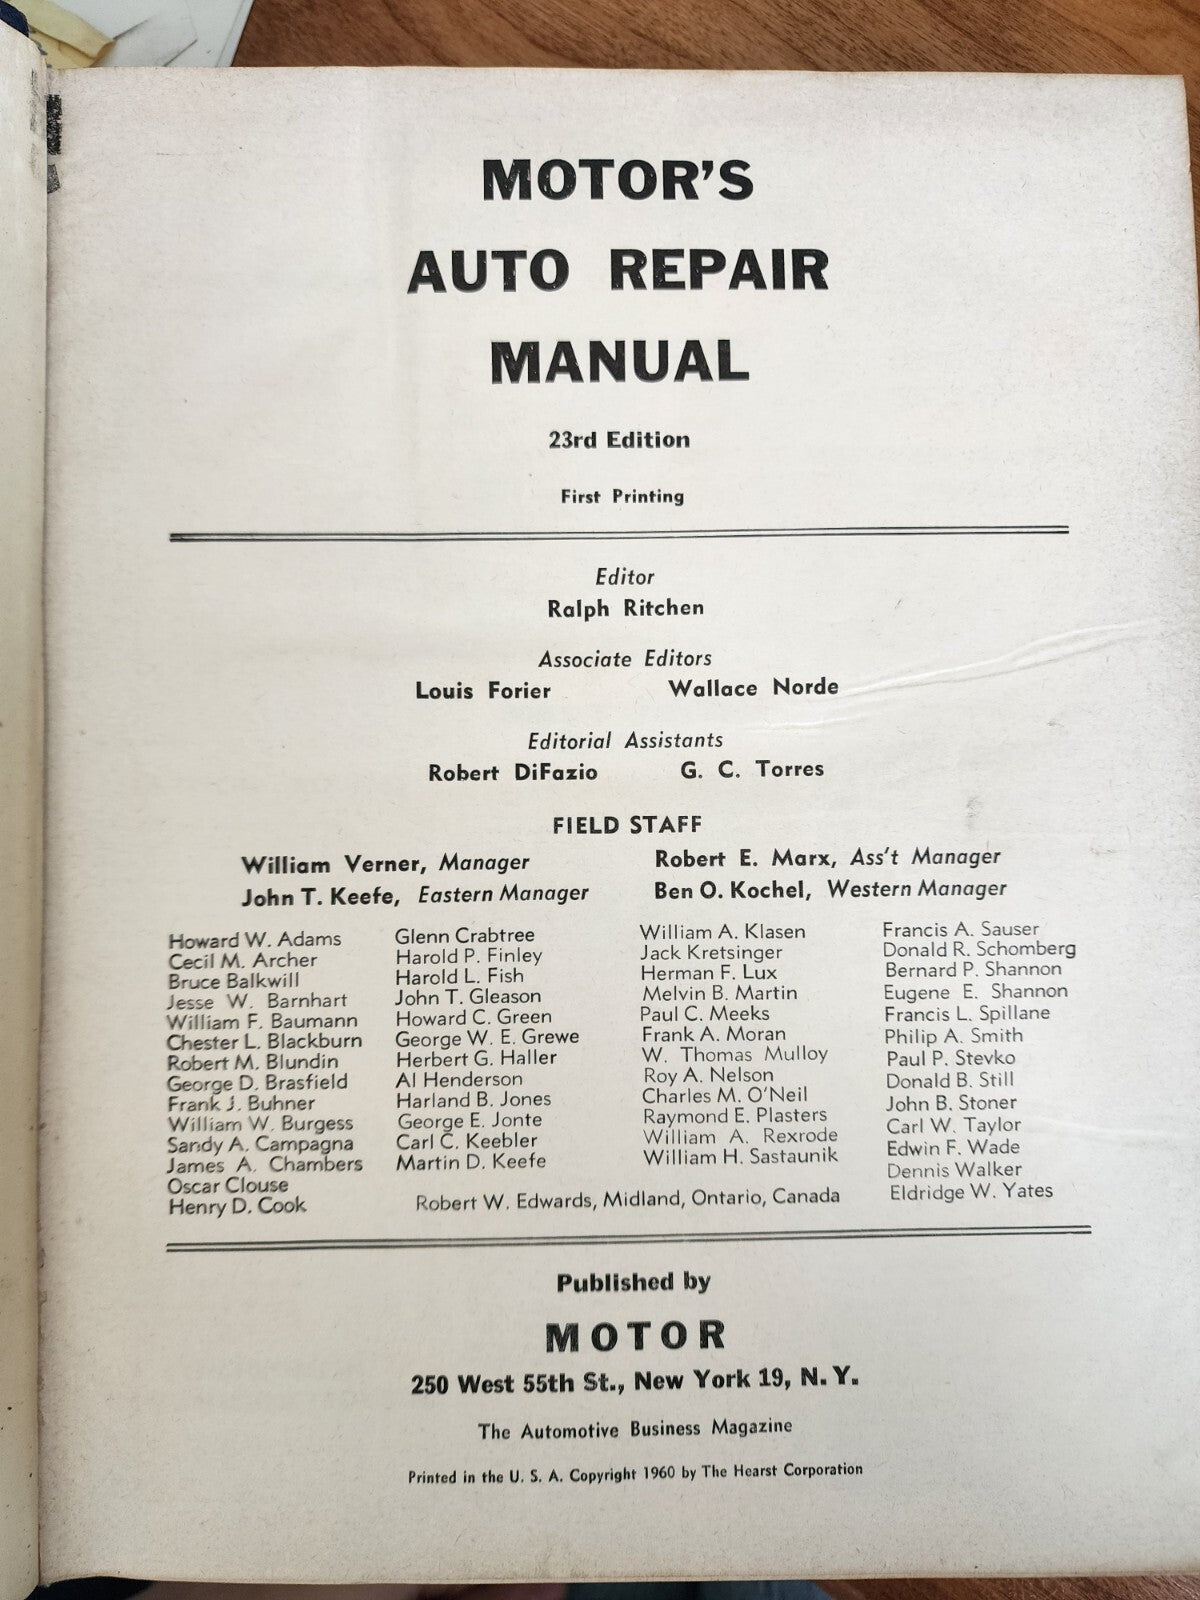 MOTOR'S
AUTO REPAIR
MANUAL
23rd Edition
First Printing
Editor
Ralph Ritchen
Associate Editors
Louis Forier Wallace Norde
Editorial Assistants
Robert DiFazio G. C. Torres
FIELD STAFF
William Verner, Manager Robert E. Marx, Ass't Manager
John T. Keefe, Eastern Manager Ben O. Kochel, Western Manager
Howard W. Adams
Cecil M. Archer
Bruce Balkwill
Jesse W. Barnhart
William F. Baumann
Chester L. Blackburn
Robert M. Blundin
George D. Brasfield
Frank J. Buhner
William W. Burgess
Sandy A. Campagna
James A. Chambers
Oscar Clouse
Henry D. Cook
Glenn Crabtree
Harold P. Finley
Harold L. Fish
John T. Gleason
Howard C. Green
George W. E. Grewe
Herbert G. Haller
Al Henderson
Harland B. Jones
George E. Jonte
Carl C. Keebler
Martin D. Keefe
William A. Klasen
Jack Kretsinger
Herman F. Lux
Melvin B. Martin
Paul C. Meeks
Frank A. Moran
W. Thomas Mulloy
Roy A. Nelson
Charles M. O'Neil
Raymond E. Plasters
William A. Rexrode
William H. Sastaunik
Francis A. Sauser
Donald R. Schomberg
Bernard P. Shannon
Eugene E. Shannon
Francis L. Spillane
Philip A. Smith
Paul P. Stevko
Donald B. Still
John B. Stoner
Carl W. Taylor
Edwin F. Wade
Dennis Walker
Eldridge W. Yates
Robert W. Edwards, Midland, Ontario, Canada
Published by
MOTOR
250 West 55th St., New York 19, N. Y.
The Automotive Business Magazine
Printed in the U. S. A. Copyright 1960 by The Hearst Corporation